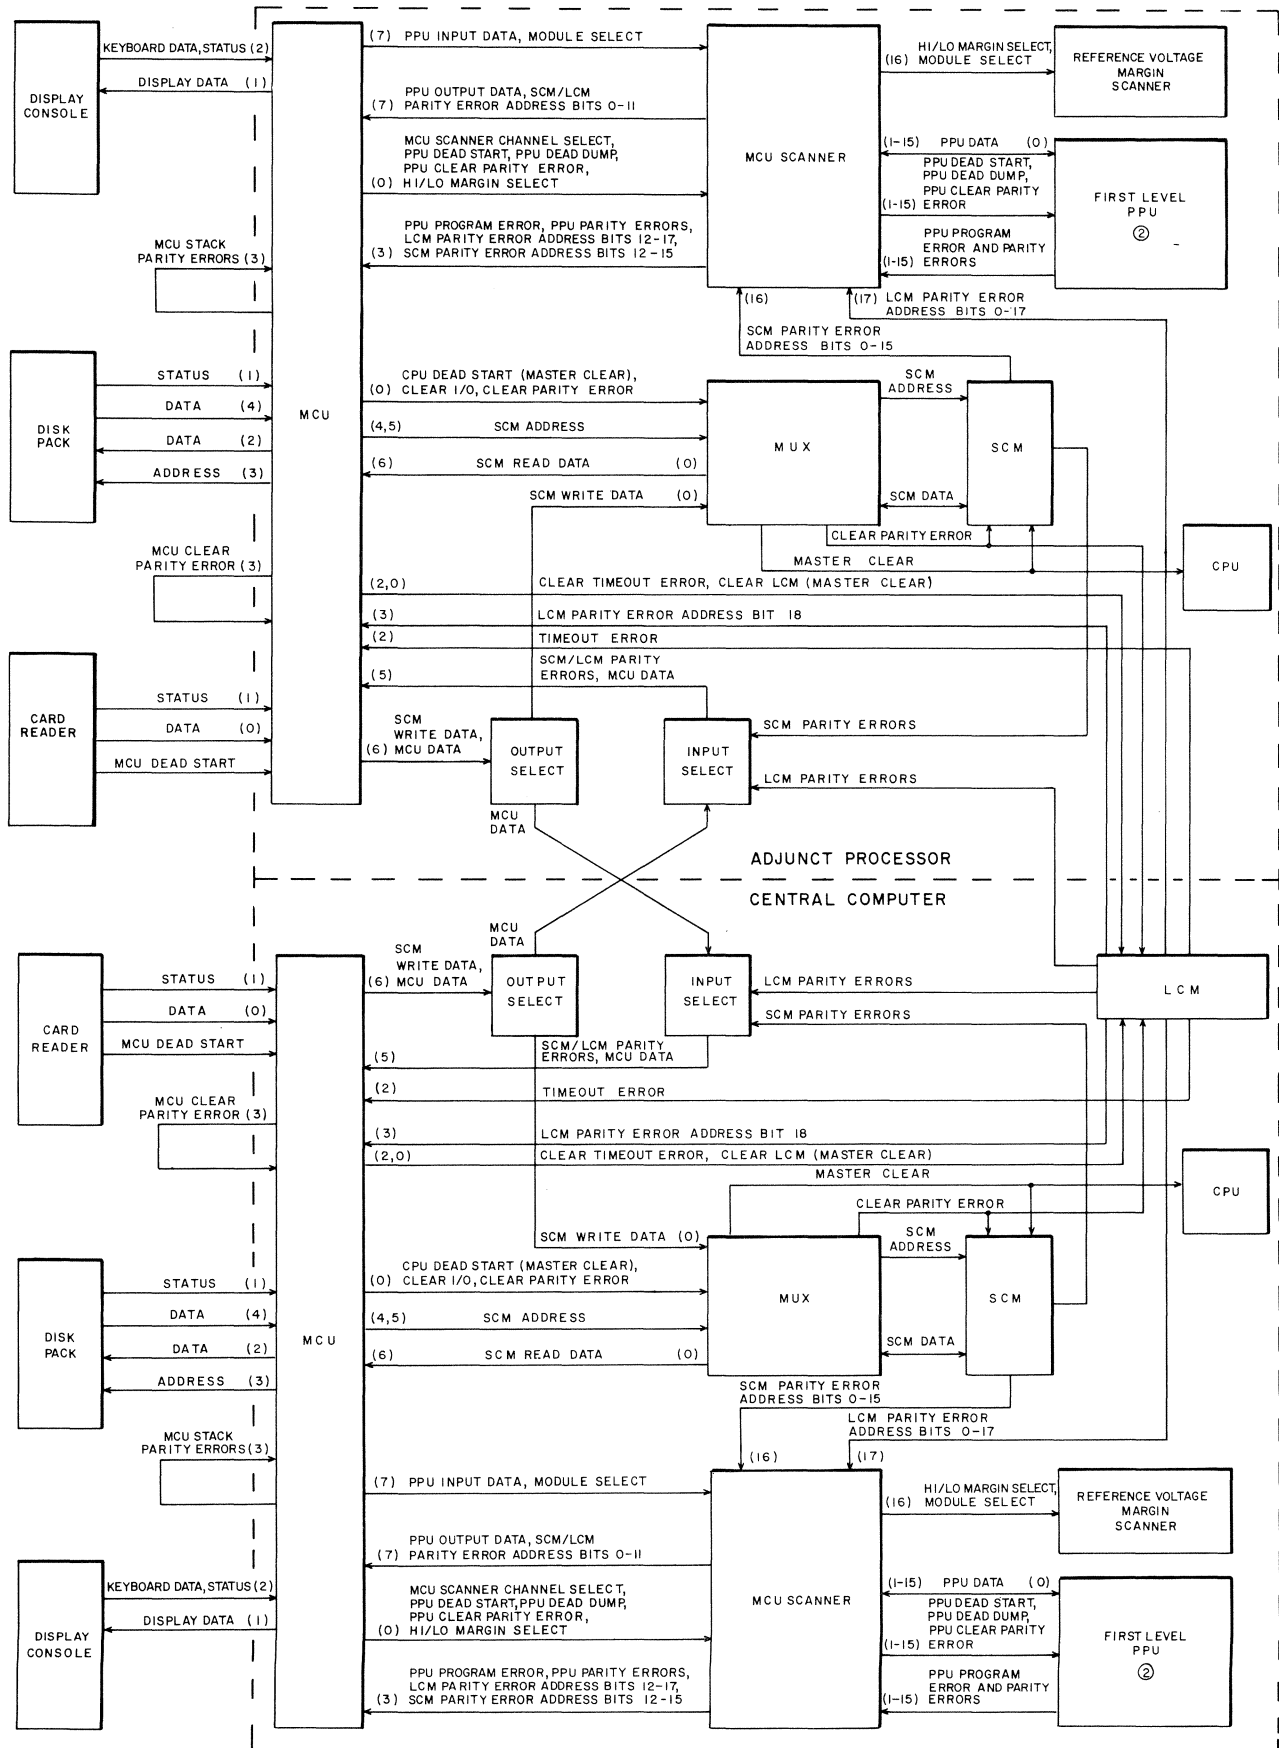 KEYBOARD DATA, STATUS (2)
DISPLAY DATA (1)
DISPLAY
CONSOLE
MCU STACK
PARITY ERRORS (3)
STATUS (1)
DATA (4)
DATA (2)
ADDRESS (3)
DISK
PACK
MCU CLEAR
PARITY ERROR (3)
STATUS (1)
DATA (0)
MCU DEAD START
CARD
READER
MCU
(7) PPU INPUT DATA, MODULE SELECT
PPU OUTPUT DATA, SCM/LCM
(7) PARITY ERROR ADDRESS BITS 0-11
MCU SCANNER CHANNEL SELECT,
PPU DEAD START, PPU DEAD DUMP,
PPU CLEAR PARITY ERROR,
(0) HI/LO MARGIN SELECT
PPU PROGRAM ERROR, PPU PARITY ERRORS,
LCM PARITY ERROR ADDRESS BITS 12-17,
(3) SCM PARITY ERROR ADDRESS BITS 12-15
MCU SCANNER
HI/LO MARGIN SELECT,
(16) MODULE SELECT
REFERENCE VOLTAGE
MARGIN
SCANNER
(1-15) PPU DATA (0)
PPU DEAD START,
PPU DEAD DUMP,
PPU CLEAR PARITY
(1-15) ERROR
PPU PROGRAM
ERROR AND PARITY
(1-15) ERRORS
FIRST LEVEL
PPU
②
(16)
(17) LCM PARITY ERROR
ADDRESS BITS 0-17
SCM PARITY ERROR
ADDRESS BITS 0-15
CPU DEAD START (MASTER CLEAR),
(0) CLEAR I/O, CLEAR PARITY ERROR
(4,5) SCM ADDRESS
(6) SCM READ DATA (0)
SCM WRITE DATA (0)
MUX
SCM
ADDRESS
SCM DATA
SCM
CLEAR PARITY ERROR
MASTER CLEAR
CPU
(2,0) CLEAR TIMEOUT ERROR, CLEAR LCM (MASTER CLEAR)
(3) LCM PARITY ERROR ADDRESS BIT 18
(2) TIMEOUT ERROR
SCM/LCM PARITY
(5) ERRORS, MCU DATA
SCM
WRITE DATA,
(6) MCU DATA
OUTPUT
SELECT
INPUT
SELECT
SCM PARITY ERRORS
LCM PARITY ERRORS
MCU
DATA
ADJUNCT PROCESSOR
CENTRAL COMPUTER
MCU
DATA
SCM
WRITE DATA,
(6) MCU DATA
OUTPUT
SELECT
INPUT
SELECT
LCM PARITY ERRORS
SCM PARITY ERRORS
LCM
STATUS (1)
DATA (0)
MCU DEAD START
CARD
READER
SCM/LCM PARITY
(5) ERRORS, MCU DATA
(2) TIMEOUT ERROR
MCU CLEAR
PARITY ERROR (3)
(3) LCM PARITY ERROR ADDRESS BIT 18
(2,0) CLEAR TIMEOUT ERROR, CLEAR LCM (MASTER CLEAR)
MASTER CLEAR
CPU
CLEAR PARITY ERROR
SCM WRITE DATA (0)
CPU DEAD START (MASTER CLEAR),
(0) CLEAR I/O, CLEAR PARITY ERROR
(4,5) SCM ADDRESS
(6) SCM READ DATA (0)
MUX
SCM
ADDRESS
SCM DATA
SCM
STATUS (1)
DATA (4)
DATA (2)
ADDRESS (3)
DISK
PACK
MCU
SCM PARITY ERROR
ADDRESS BITS 0-15
LCM PARITY ERROR
ADDRESS BITS 0-17
(16)
(17)
MCU STACK
PARITY ERRORS (3)
(7) PPU INPUT DATA, MODULE SELECT
PPU OUTPUT DATA, SCM/LCM
(7) PARITY ERROR ADDRESS BITS 0-11
MCU SCANNER CHANNEL SELECT,
PPU DEAD START, PPU DEAD DUMP,
PPU CLEAR PARITY ERROR,
(0) HI/LO MARGIN SELECT
PPU PROGRAM ERROR, PPU PARITY ERRORS,
LCM PARITY ERROR ADDRESS BITS 12-17,
(3) SCM PARITY ERROR ADDRESS BITS 12-15
MCU SCANNER
HI/LO MARGIN SELECT,
(16) MODULE SELECT
REFERENCE VOLTAGE
MARGIN
SCANNER
(1-15) PPU DATA (0)
PPU DEAD START,
PPU DEAD DUMP,
PPU CLEAR PARITY
(1-15) ERROR
PPU PROGRAM
ERROR AND PARITY
(1-15) ERRORS
FIRST LEVEL
PPU
②
KEYBOARD DATA, STATUS (2)
DISPLAY DATA (1)
DISPLAY
CONSOLE